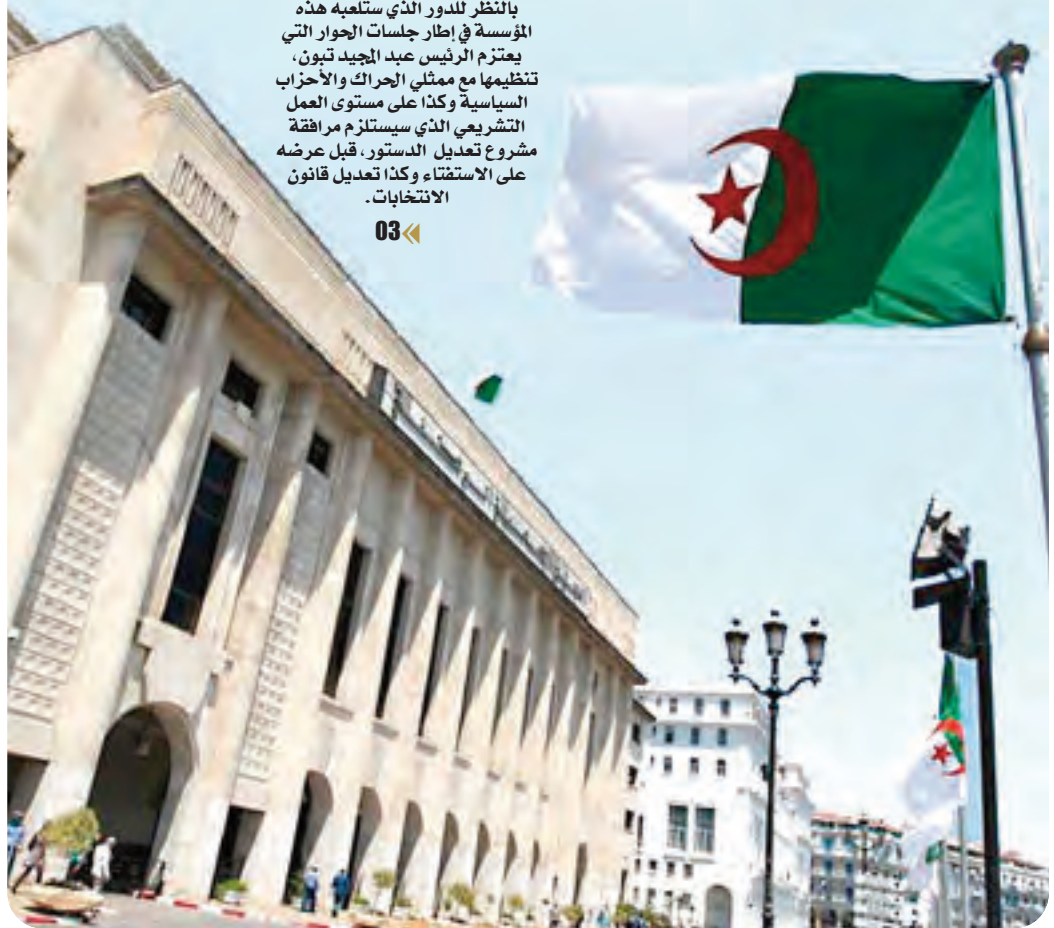 بالنظر للدور الذي ستلعبه هذه
المؤسسة في إطار جلسات الحوار التي
يعتزم الرئيس عبد المجيد تبون،
تنظيمها مع ممثلي الحراك والأحزاب
السياسية وكذا على مستوى العمل
التشريعي الذي سيستلزم مرافقة
مشروع تعديل الدستور، قبل عرضه
على الاستفتاء وكذا تعديل قانون
الانتخابات.
03